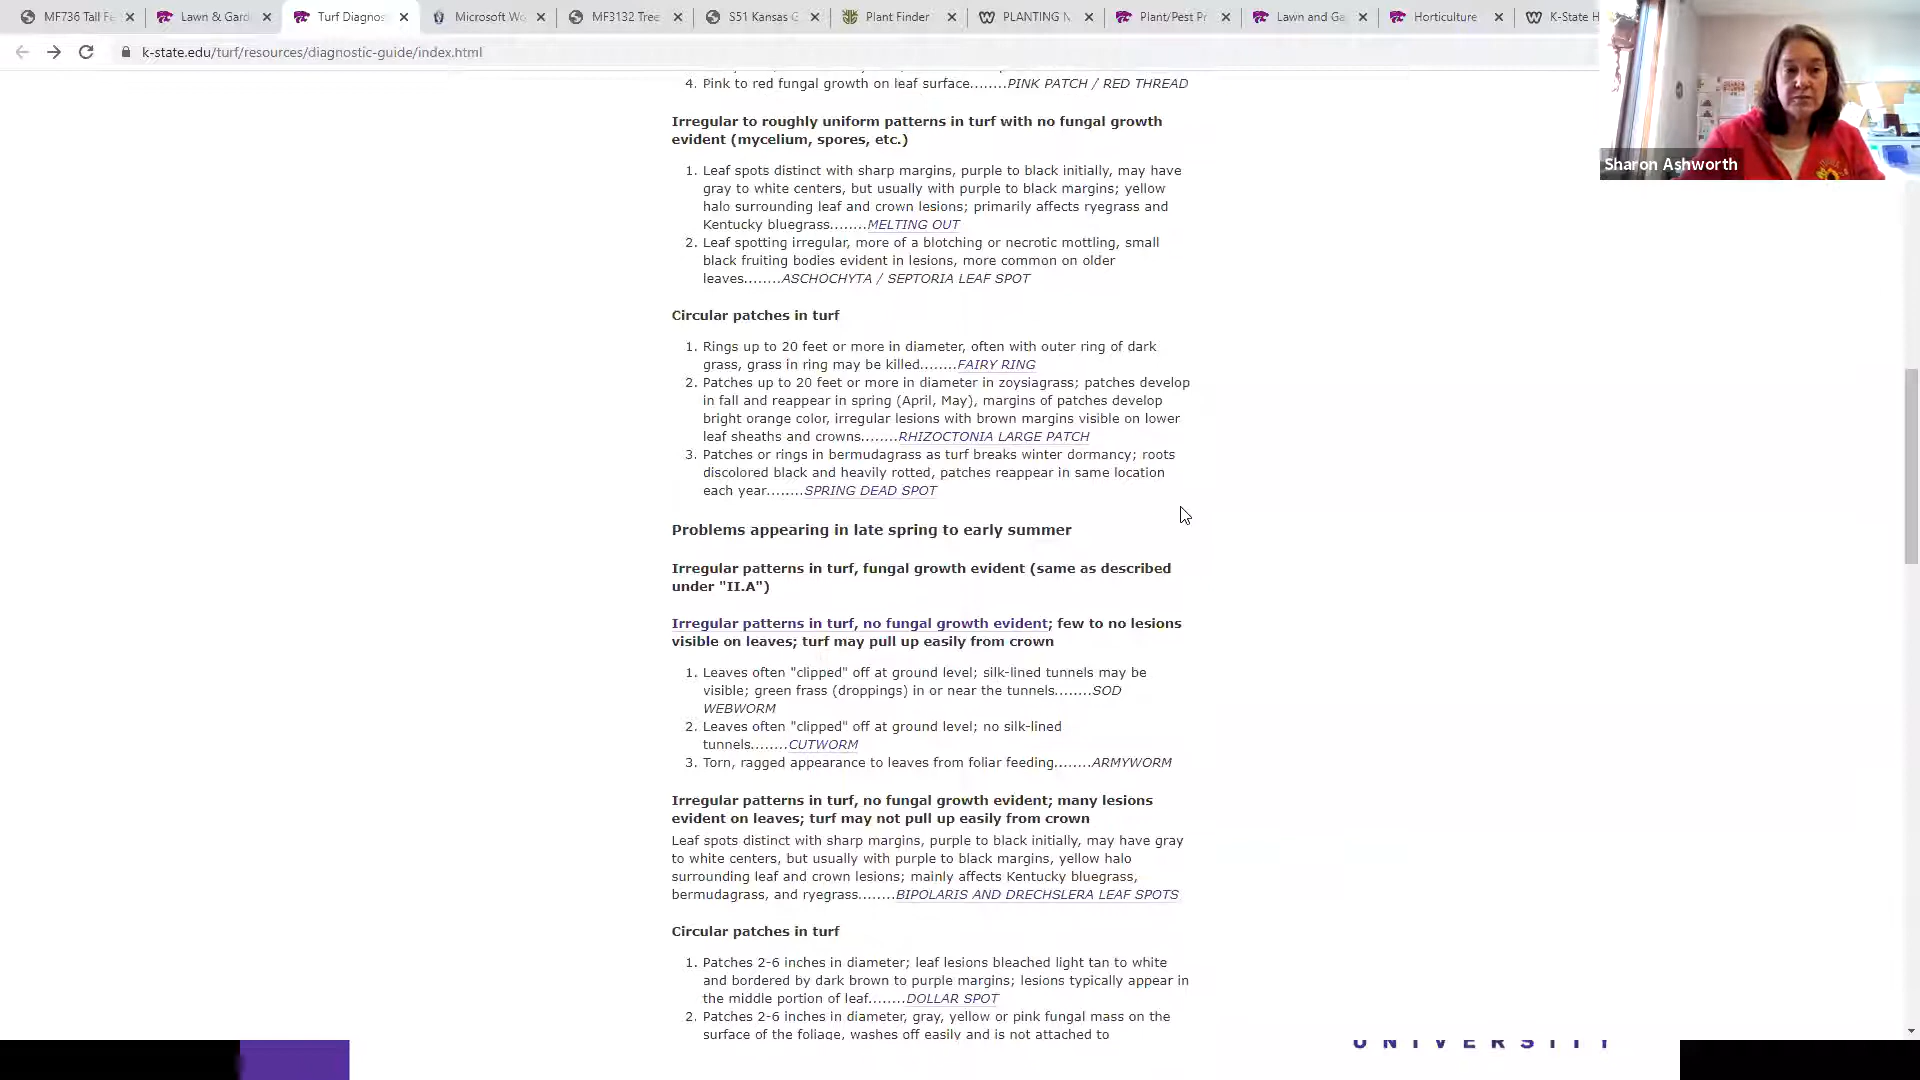 MF736 Tall F
Lawn & Gard
Turf Diagnos
Microsoft Wo
MF3132 Tree
S51 Kansas G
Plant Finder
PLANTING N
Plant/Pest Pr
Lawn and Ga
Horticulture
K-State H
k-state.edu/turf/resources/diagnostic-guide/index.html
Sharon Ashworth
4. Pink to red fungal growth on leaf surface........PINK PATCH / RED THREAD
Irregular to roughly uniform patterns in turf with no fungal growth
evident (mycelium, spores, etc.)
1. Leaf spots distinct with sharp margins, purple to black initially, may have
gray to white centers, but usually with purple to black margins; yellow
halo surrounding leaf and crown lesions; primarily affects ryegrass and
Kentucky bluegrass........MELTING OUT
2. Leaf spotting irregular, more of a blotching or necrotic mottling, small
black fruiting bodies evident in lesions, more common on older
leaves........ASCHOCHYTA / SEPTORIA LEAF SPOT
Circular patches in turf
1. Rings up to 20 feet or more in diameter, often with outer ring of dark
grass, grass in ring may be killed........FAIRY RING
2. Patches up to 20 feet or more in diameter in zoysiagrass; patches develop
in fall and reappear in spring (April, May), margins of patches develop
bright orange color, irregular lesions with brown margins visible on lower
leaf sheaths and crowns........RHIZOCTONIA LARGE PATCH
3. Patches or rings in bermudagrass as turf breaks winter dormancy; roots
discolored black and heavily rotted, patches reappear in same location
each year........SPRING DEAD SPOT
Problems appearing in late spring to early summer
Irregular patterns in turf, fungal growth evident (same as described
under "II.A")
Irregular patterns in turf, no fungal growth evident; few to no lesions
visible on leaves; turf may pull up easily from crown
1. Leaves often "clipped" off at ground level; silk-lined tunnels may be
visible; green frass (droppings) in or near the tunnels........SOD
WEBWORM
2. Leaves often "clipped" off at ground level; no silk-lined
tunnels........CUTWORM
3. Torn, ragged appearance to leaves from foliar feeding........ARMYWORM
Irregular patterns in turf, no fungal growth evident; many lesions
evident on leaves; turf may not pull up easily from crown
Leaf spots distinct with sharp margins, purple to black initially, may have gray
to white centers, but usually with purple to black margins, yellow halo
surrounding leaf and crown lesions; mainly affects Kentucky bluegrass,
bermudagrass, and ryegrass........BIPOLARIS AND DRECHSLERA LEAF SPOTS
Circular patches in turf
1. Patches 2-6 inches in diameter; leaf lesions bleached light tan to white
and bordered by dark brown to purple margins; lesions typically appear in
the middle portion of leaf........DOLLAR SPOT
2. Patches 2-6 inches in diameter, gray, yellow or pink fungal mass on the
surface of the foliage, washes off easily and is not attached to
UNIVERSITY